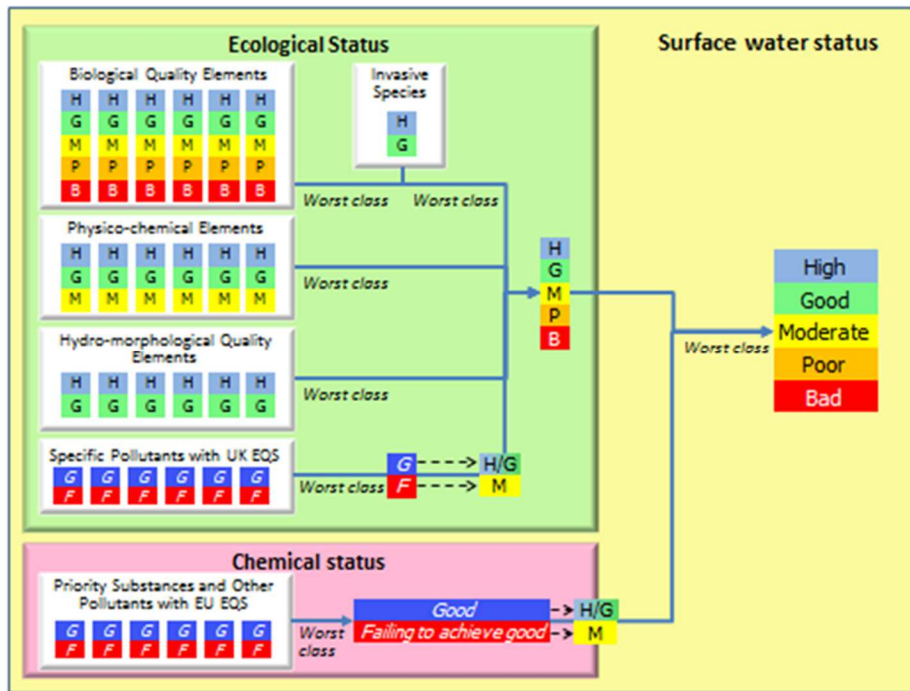 Ecological Status
Surface water status
Biological Quality Elements
H H H H H H
G G G G G G
M M M M M M
P P P P P P
B B B B B B
Invasive
Species
H
G
Worst class
Worst class
Physico-chemical Elements
H H H H H H
G G G G G G
M M M M M M
Worst class
Hydro-morphological Quality
Elements
H H H H H H
G G G G G G
Worst class
Specific Pollutants with UK EQS
G G G G G G
F F F F F F
Worst class
G
F
H/G
M
H
G
M
P
B
Worst class
High
Good
Moderate
Poor
Bad
Chemical status
Priority Substances and Other
Pollutants with EU EQS
G G G G G G
F F F F F F
Worst
class
Good
Failing to achieve good
H/G
M